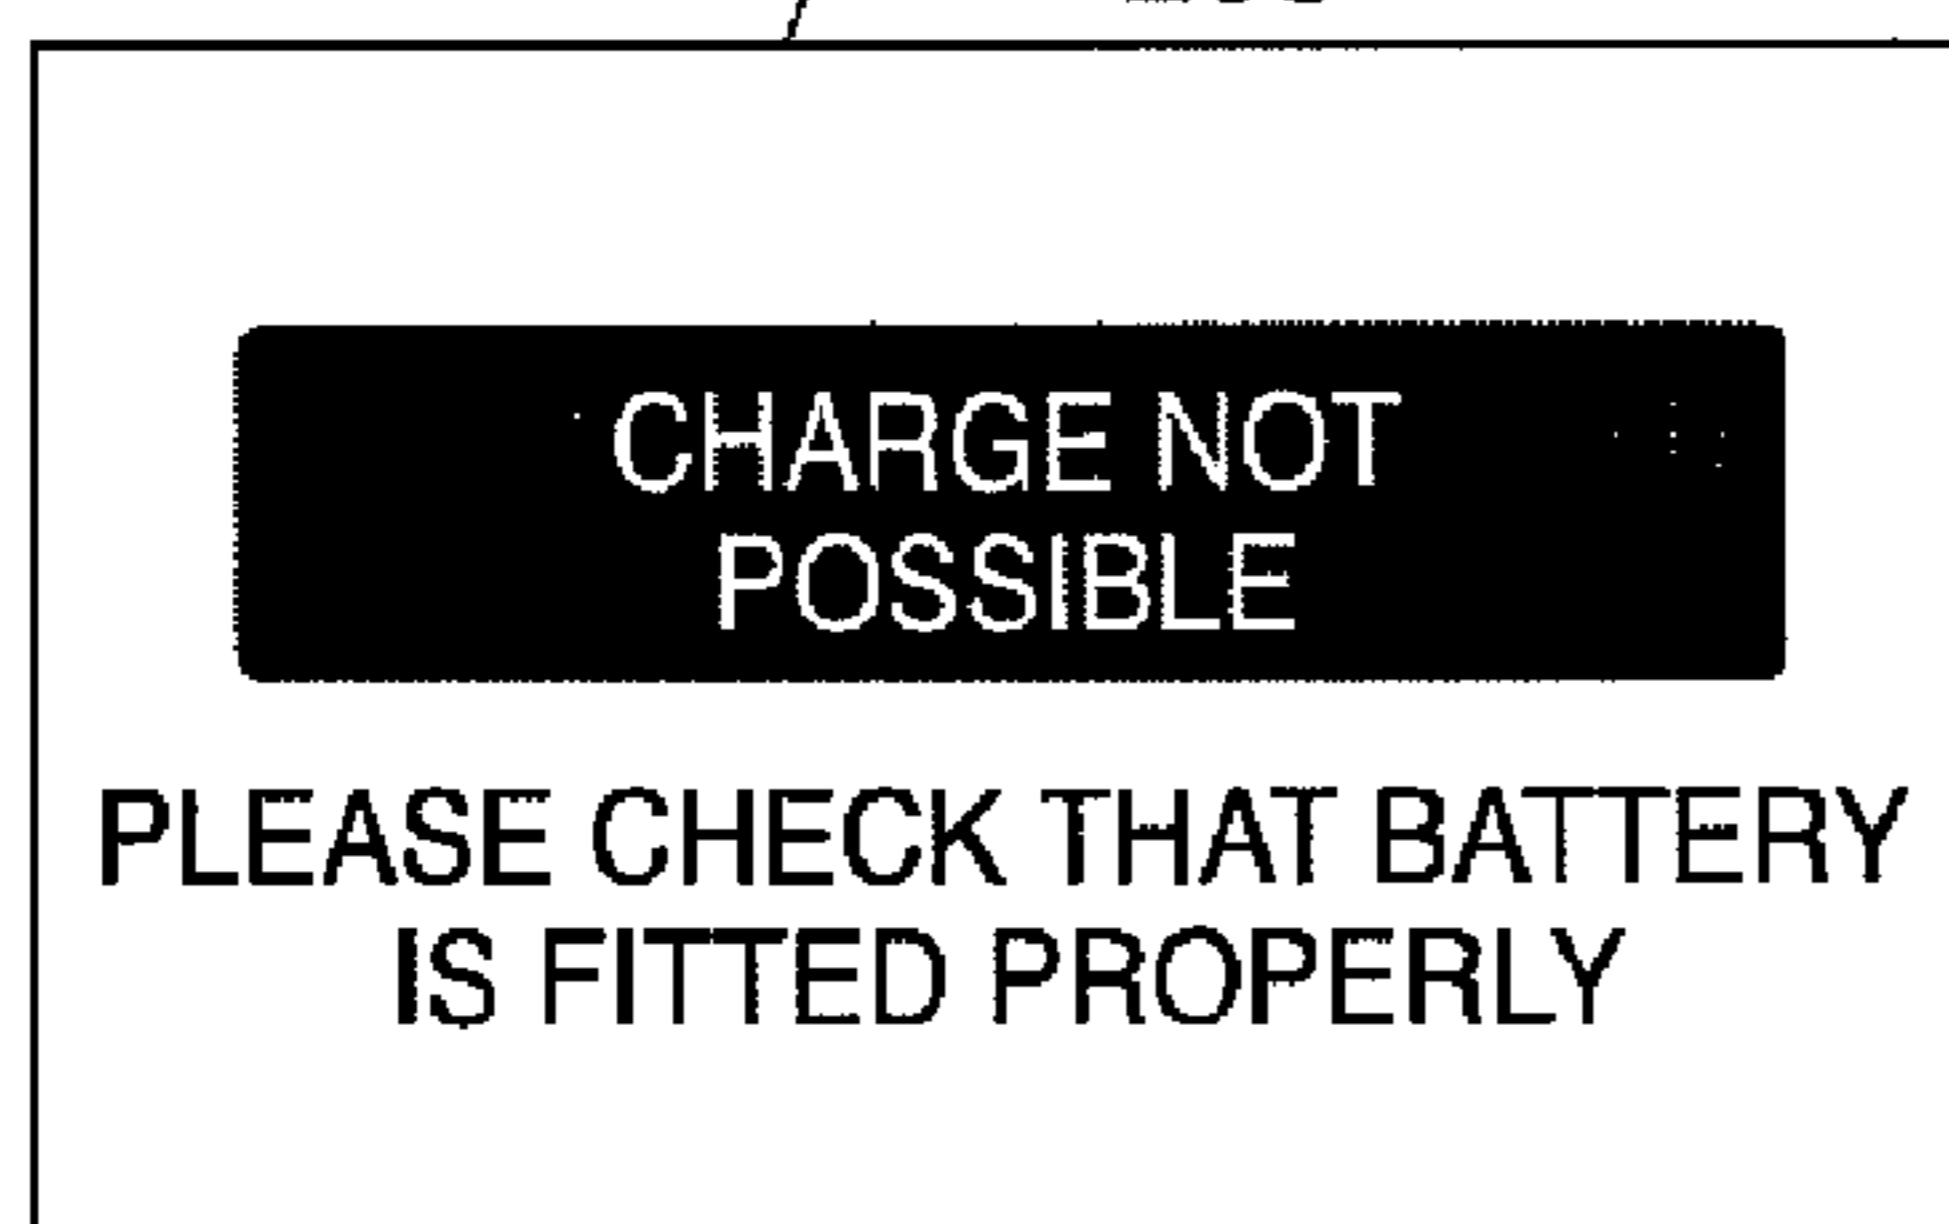 CHARGE NOT
POSSIBLE
PLEASE CHECK THAT BATTERY
IS FITTED PROPERLY